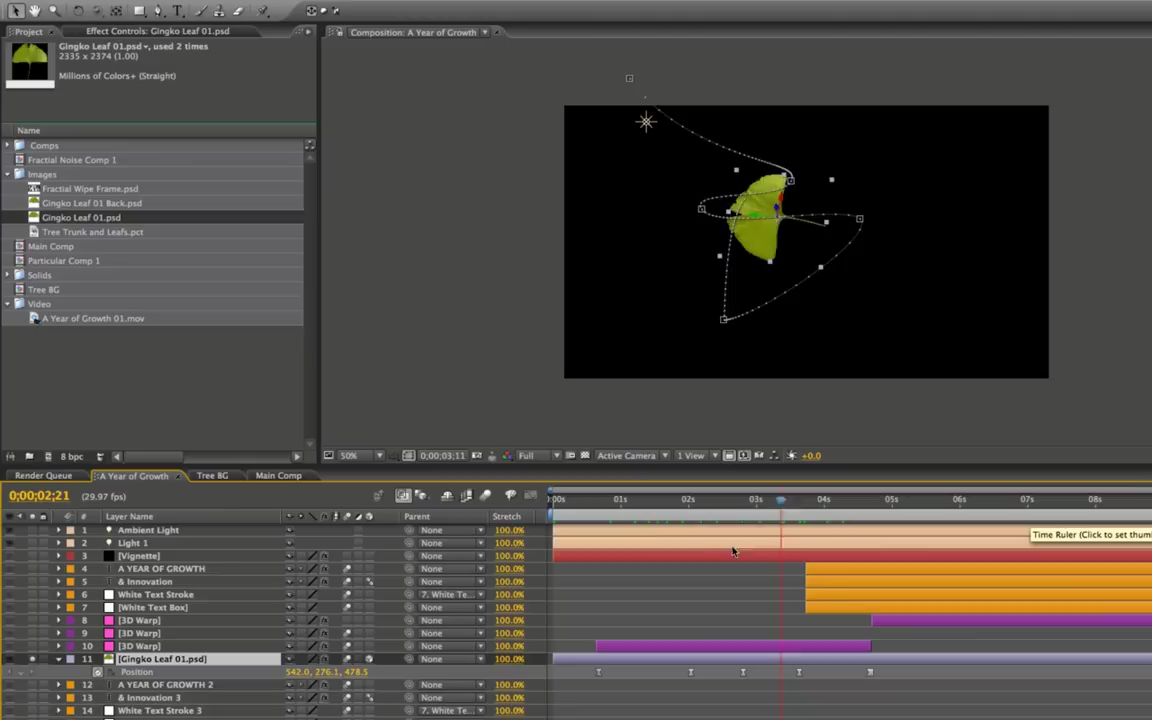 Project
Effect Controls: Gingko Leaf 01.psd
Composition: A Year of Growth
Gingko Leaf 01.psd, used 2 times
2335 x 2374 (1.00)
Millions of Colors+ (Straight)
Name
Comps
Fractial Noise Comp 1
Images
Fractial Wipe Frame.psd
Gingko Leaf 01 Back.psd
Gingko Leaf 01.psd
Tree Trunk and Leafs.pct
Main Comp
Particular Comp 1
Solids
Tree BG
Video
A Year of Growth 01.mov
8 bpc
50%
0;00;03;11
Full
Active Camera
1 View
+0.0
Render Queue
A Year of Growth
Tree BG
Main Comp
0;00;02;21
(29.97 fps)
:00s 01s 02s 03s 04s 05s 06s 07s 08s
# Layer Name Parent Stretch
1 Ambient Light None 100.0%
2 Light 1 None 100.0%
Time Ruler (Click to set thum
3 [Vignette] None 100.0%
4 A YEAR OF GROWTH None 100.0%
5 & Innovation None 100.0%
6 White Text Stroke 7. White Te... 100.0%
7 [White Text Box] None 100.0%
8 [3D Warp] None 100.0%
9 [3D Warp] None 100.0%
10 [3D Warp] None 100.0%
11 [Gingko Leaf 01.psd] None 100.0%
Position 542.0, 276.1, 478.5
12 A YEAR OF GROWTH 2 None 100.0%
13 & Innovation 3 None 100.0%
14 White Text Stroke 3 7. White Te... 100.0%